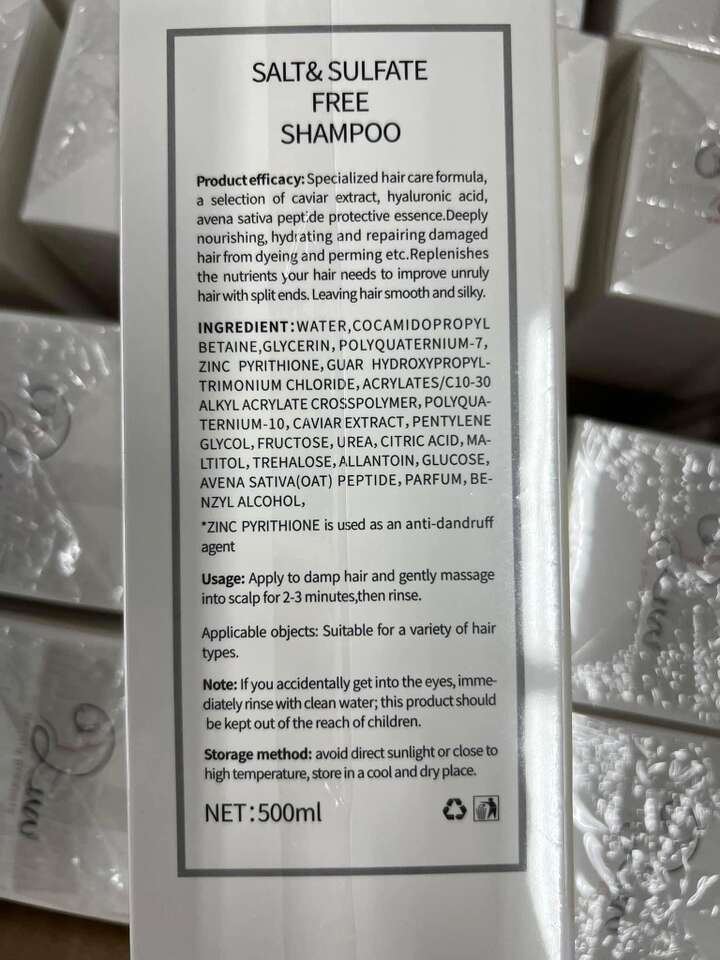 SALT& SULFATE
FREE
SHAMPOO
Product efficacy: Specialized hair care formula,
a selection of caviar extract, hyaluronic acid,
avena sativa peptide protective essence.Deeply
nourishing, hydrating and repairing damaged
hair from dyeing and perming etc.Replenishes
the nutrients your hair needs to improve unruly
hair with split ends. Leaving hair smooth and silky.
INGREDIENT:WATER,COCAMIDOPROPYL
BETAINE,GLYCERIN, POLYQUATERNIUM-7,
ZINC PYRITHIONE, GUAR HYDROXYPROPYL-
TRIMONIUM CHLORIDE, ACRYLATES/C10-30
ALKYL ACRYLATE CROSSPOLYMER, POLYQUA-
TERNIUM-10, CAVIAR EXTRACT, PENTYLENE
GLYCOL, FRUCTOSE, UREA, CITRIC ACID, MA-
LTITOL, TREHALOSE, ALLANTOIN, GLUCOSE,
AVENA SATIVA(OAT) PEPTIDE, PARFUM, BE-
NZYL ALCOHOL,
*ZINC PYRITHIONE is used as an anti-dandruff
agent
Usage: Apply to damp hair and gently massage
into scalp for 2-3 minutes,then rinse.
Applicable objects: Suitable for a variety of hair
types.
Note: If you accidentally get into the eyes, imme-
diately rinse with clean water; this product should
be kept out of the reach of children.
Storage method: avoid direct sunlight or close to
high temperature, store in a cool and dry place.
NET:500ml